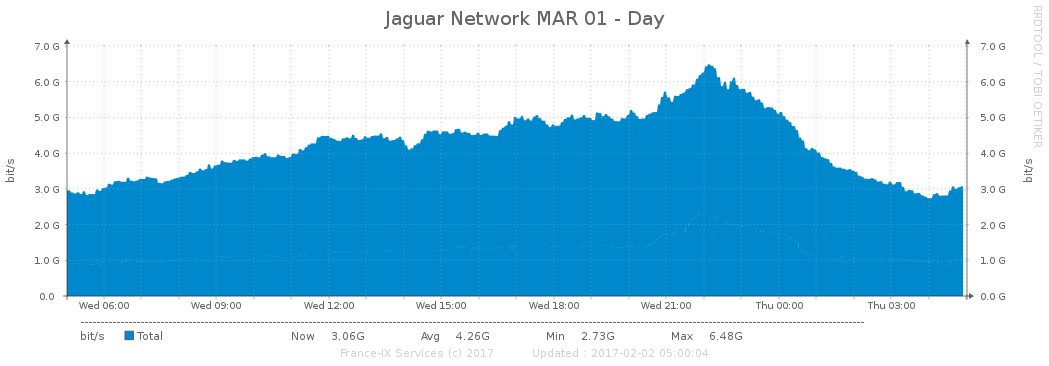 Jaguar Network MAR 01 - Day
RRDTOOL / TOBI OETIKER
bit/s
bit/s
7.0 G 7.0 G
6.0 G 6.0 G
5.0 G 5.0 G
4.0 G 4.0 G
3.0 G 3.0 G
2.0 G 2.0 G
1.0 G 1.0 G
0.0 0.0 G
Wed 06:00 Wed 09:00 Wed 12:00 Wed 15:00 Wed 18:00 Wed 21:00 Thu 00:00 Thu 03:00
bit/s Total Now 3.06G Avg 4.26G Min 2.73G Max 6.48G
France-IX Services (c) 2017 Updated : 2017-02-02 05:00:04